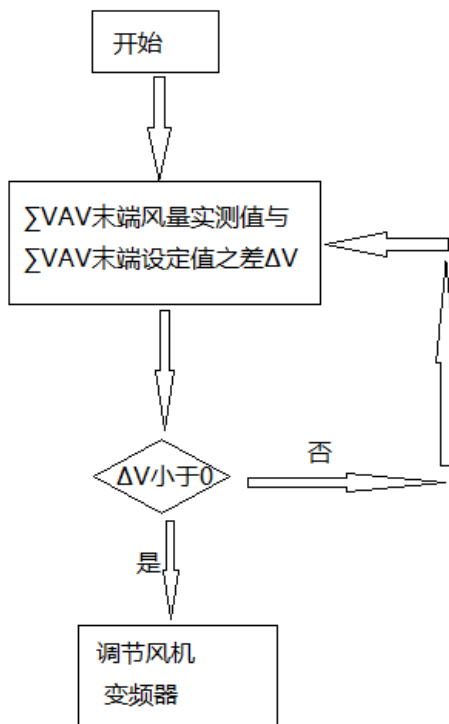 开始
∑VAV末端风量实测值与
∑VAV末端设定值之差ΔV
ΔV小于0
否
是
调节风机
变频器